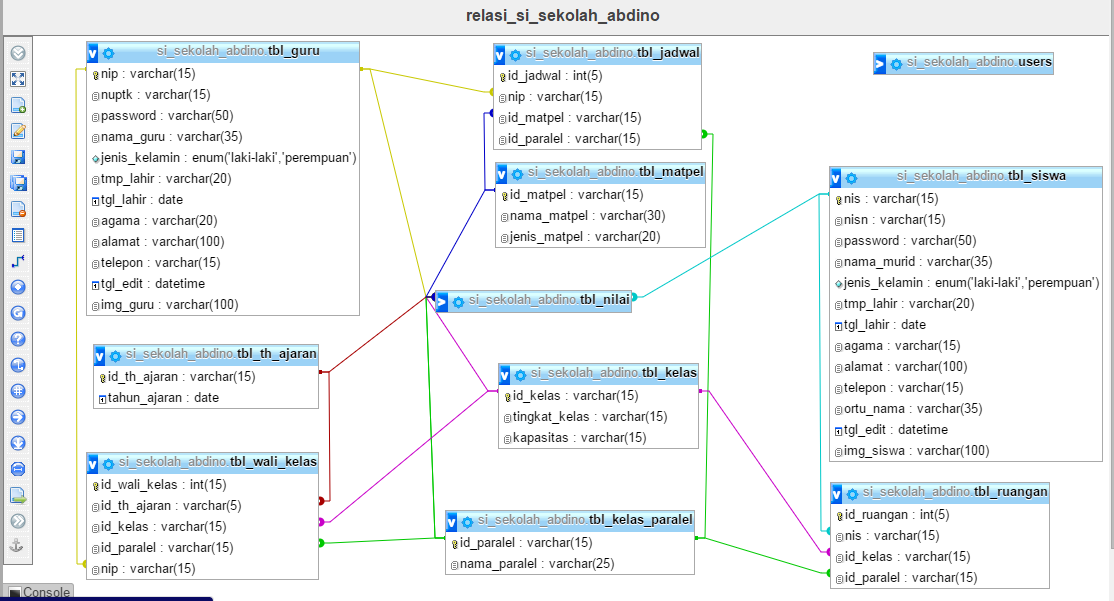 relasi_si_sekolah_abdino
si_sekolah_abdino.tbl_guru
nip : varchar(15)
nuptk : varchar(15)
password : varchar(50)
nama_guru : varchar(35)
jenis_kelamin : enum('laki-laki','perempuan')
tmp_lahir : varchar(20)
tgl_lahir : date
agama : varchar(20)
alamat : varchar(100)
telepon : varchar(15)
tgl_edit : datetime
img_guru : varchar(100)
si_sekolah_abdino.tbl_jadwal
id_jadwal : int(5)
nip : varchar(15)
id_matpel : varchar(15)
id_paralel : varchar(15)
si_sekolah_abdino.users
si_sekolah_abdino.tbl_matpel
id_matpel : varchar(15)
nama_matpel : varchar(30)
jenis_matpel : varchar(20)
si_sekolah_abdino.tbl_siswa
nis : varchar(15)
nisn : varchar(15)
password : varchar(50)
nama_murid : varchar(35)
jenis_kelamin : enum('laki-laki','perempuan')
tmp_lahir : varchar(20)
tgl_lahir : date
agama : varchar(15)
alamat : varchar(100)
telepon : varchar(15)
ortu_nama : varchar(35)
tgl_edit : datetime
img_siswa : varchar(100)
si_sekolah_abdino.tbl_nilai
si_sekolah_abdino.tbl_th_ajaran
id_th_ajaran : varchar(15)
tahun_ajaran : date
si_sekolah_abdino.tbl_kelas
id_kelas : varchar(15)
tingkat_kelas : varchar(15)
kapasitas : varchar(15)
si_sekolah_abdino.tbl_wali_kelas
id_wali_kelas : int(15)
id_th_ajaran : varchar(5)
id_kelas : varchar(15)
id_paralel : varchar(15)
nip : varchar(15)
si_sekolah_abdino.tbl_kelas_paralel
id_paralel : varchar(15)
nama_paralel : varchar(25)
si_sekolah_abdino.tbl_ruangan
id_ruangan : int(5)
nis : varchar(15)
id_kelas : varchar(15)
id_paralel : varchar(15)
Console